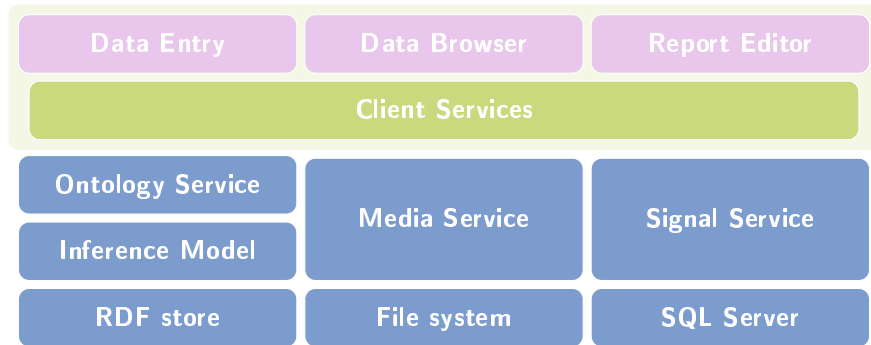 Data Entry
Data Browser
Report Editor
Client Services
Ontology Service
Media Service
Signal Service
Inference Model
RDF store
File system
SQL Server